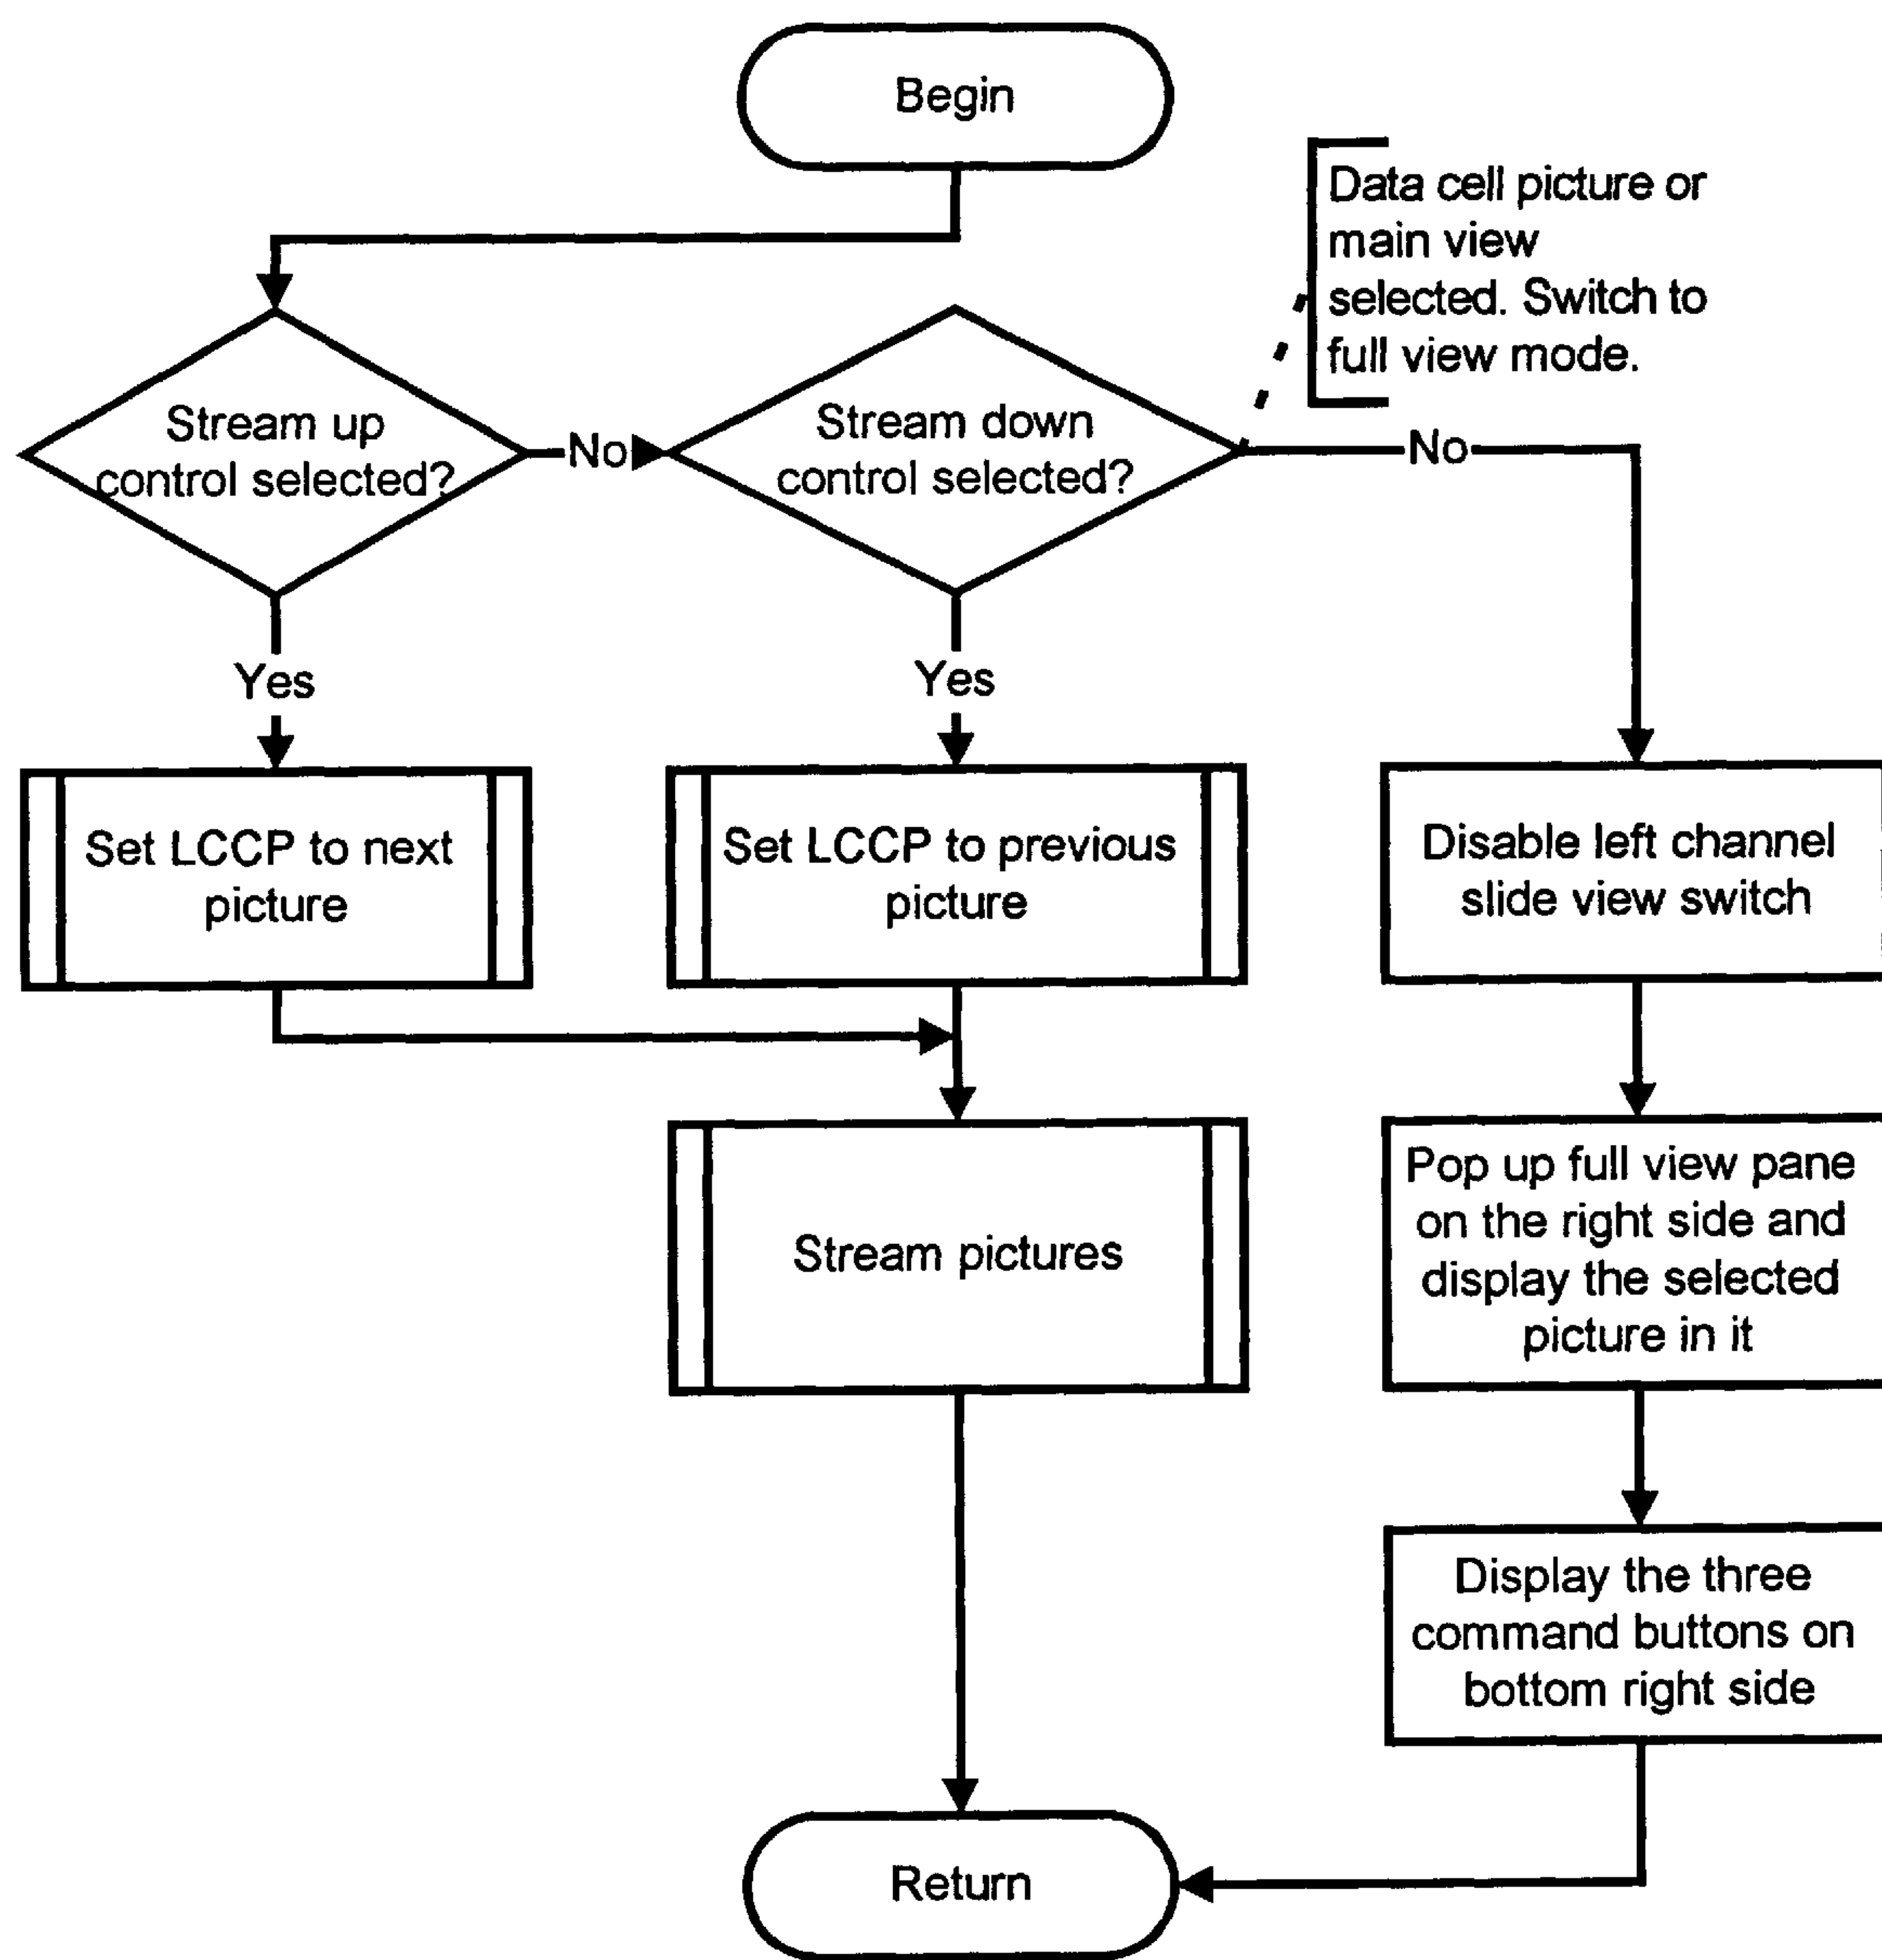 Begin
Data cell picture or
main view
selected. Switch to
full view mode.
Stream up
control selected?
No
Stream down
control selected?
No
Yes
Yes
Set LCCP to next
picture
Set LCCP to previous
picture
Disable left channel
slide view switch
Stream pictures
Pop up full view pane
on the right side and
display the selected
picture in it
Display the three
command buttons on
bottom right side
Return